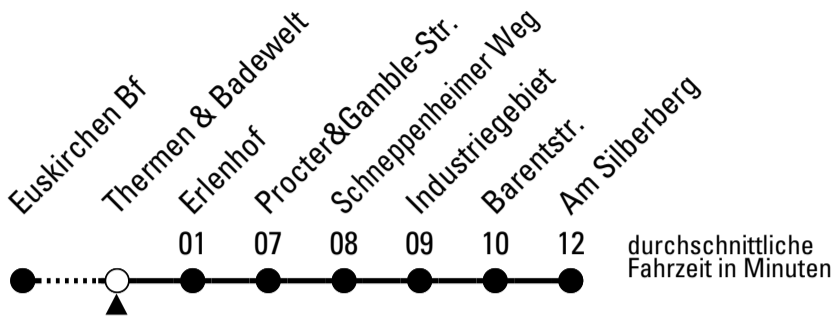 Euskirchen Bf
Thermen & Badewelt
Erlenhof
Procter&Gamble-Str.
Schneppenheimer Weg
Industriegebiet
Barentstr.
Am Silberberg
01 07 08 09 10 12
durchschnittliche
Fahrzeit in Minuten